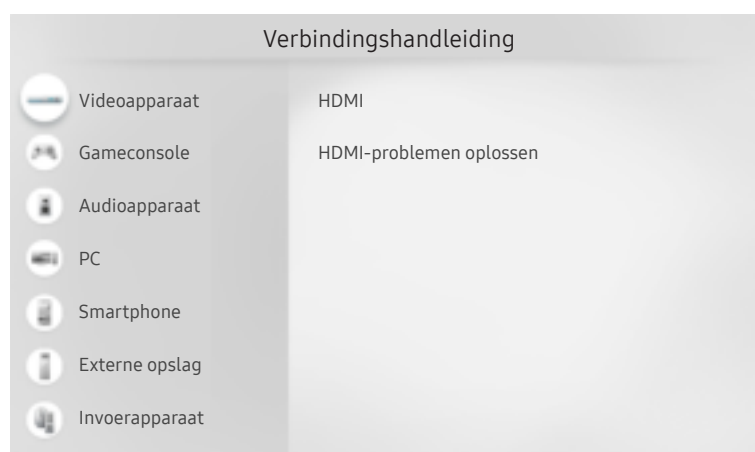 Verbindingshandleiding
Videoapparaat
HDMI
Gameconsole
HDMI-problemen oplossen
Audioapparaat
PC
Smartphone
Externe opslag
Invoerapparaat